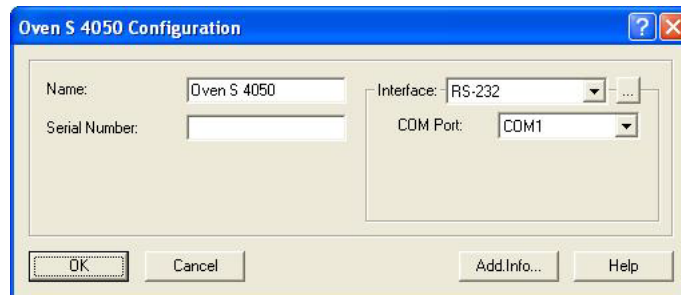 Oven S 4050 Configuration
Name: Oven S 4050
Interface: RS-232 ...
Serial Number:
COM Port: COM1
OK Cancel Add.Info... Help